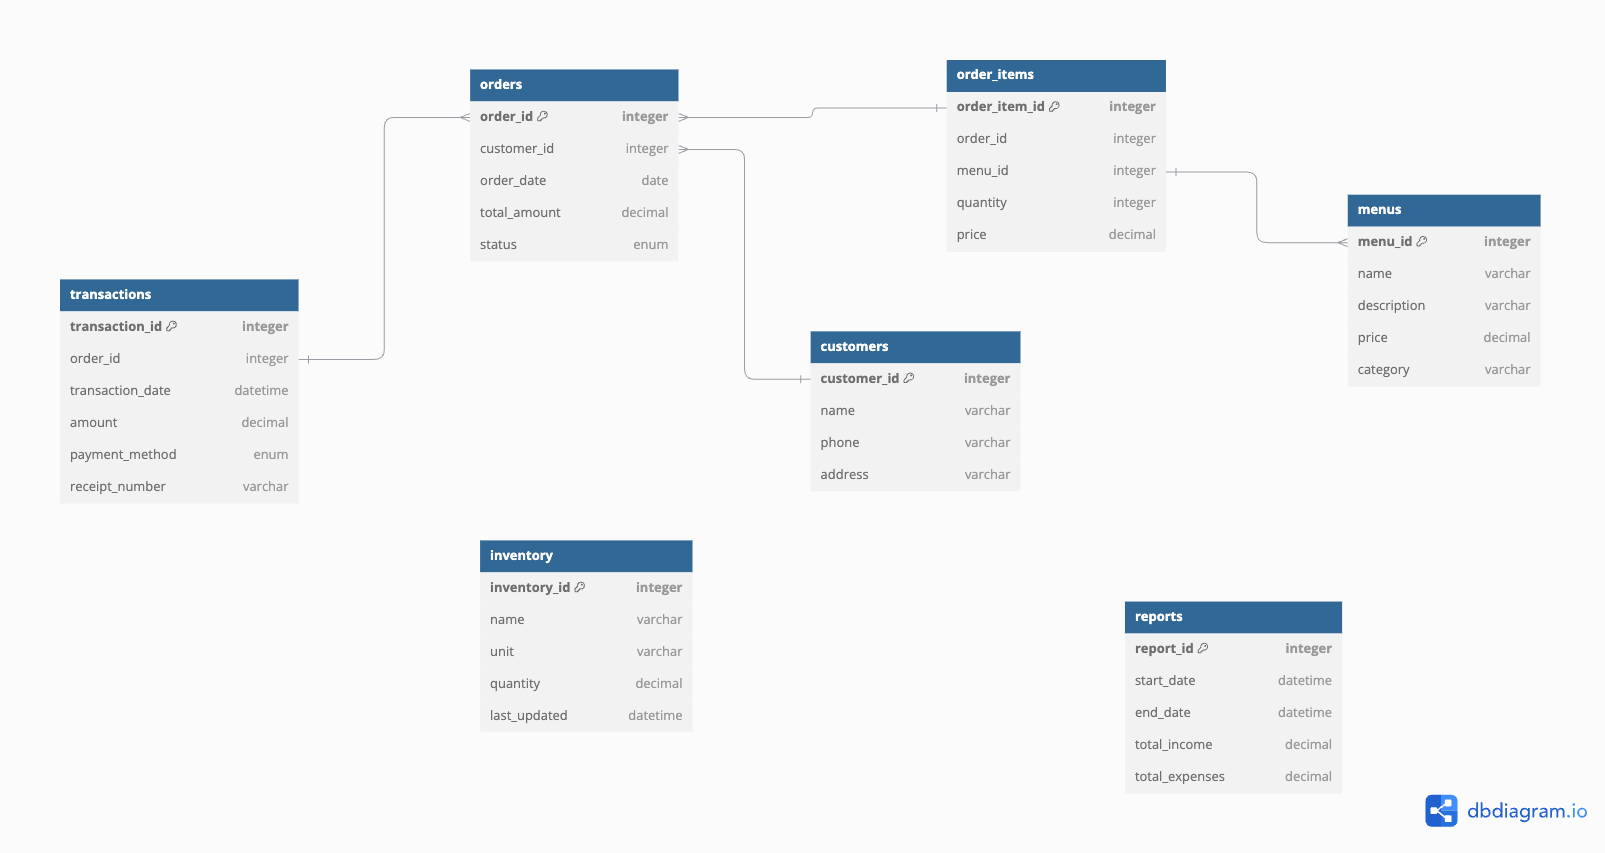 orders
order_id integer
customer_id integer
order_date date
total_amount decimal
status enum
order_items
order_item_id integer
order_id integer
menu_id integer
quantity integer
price decimal
menus
menu_id integer
name varchar
description varchar
price decimal
category varchar
transactions
transaction_id integer
order_id integer
transaction_date datetime
amount decimal
payment_method enum
receipt_number varchar
customers
customer_id integer
name varchar
phone varchar
address varchar
inventory
inventory_id integer
name varchar
unit varchar
quantity decimal
last_updated datetime
reports
report_id integer
start_date datetime
end_date datetime
total_income decimal
total_expenses decimal
dbdiagram.io